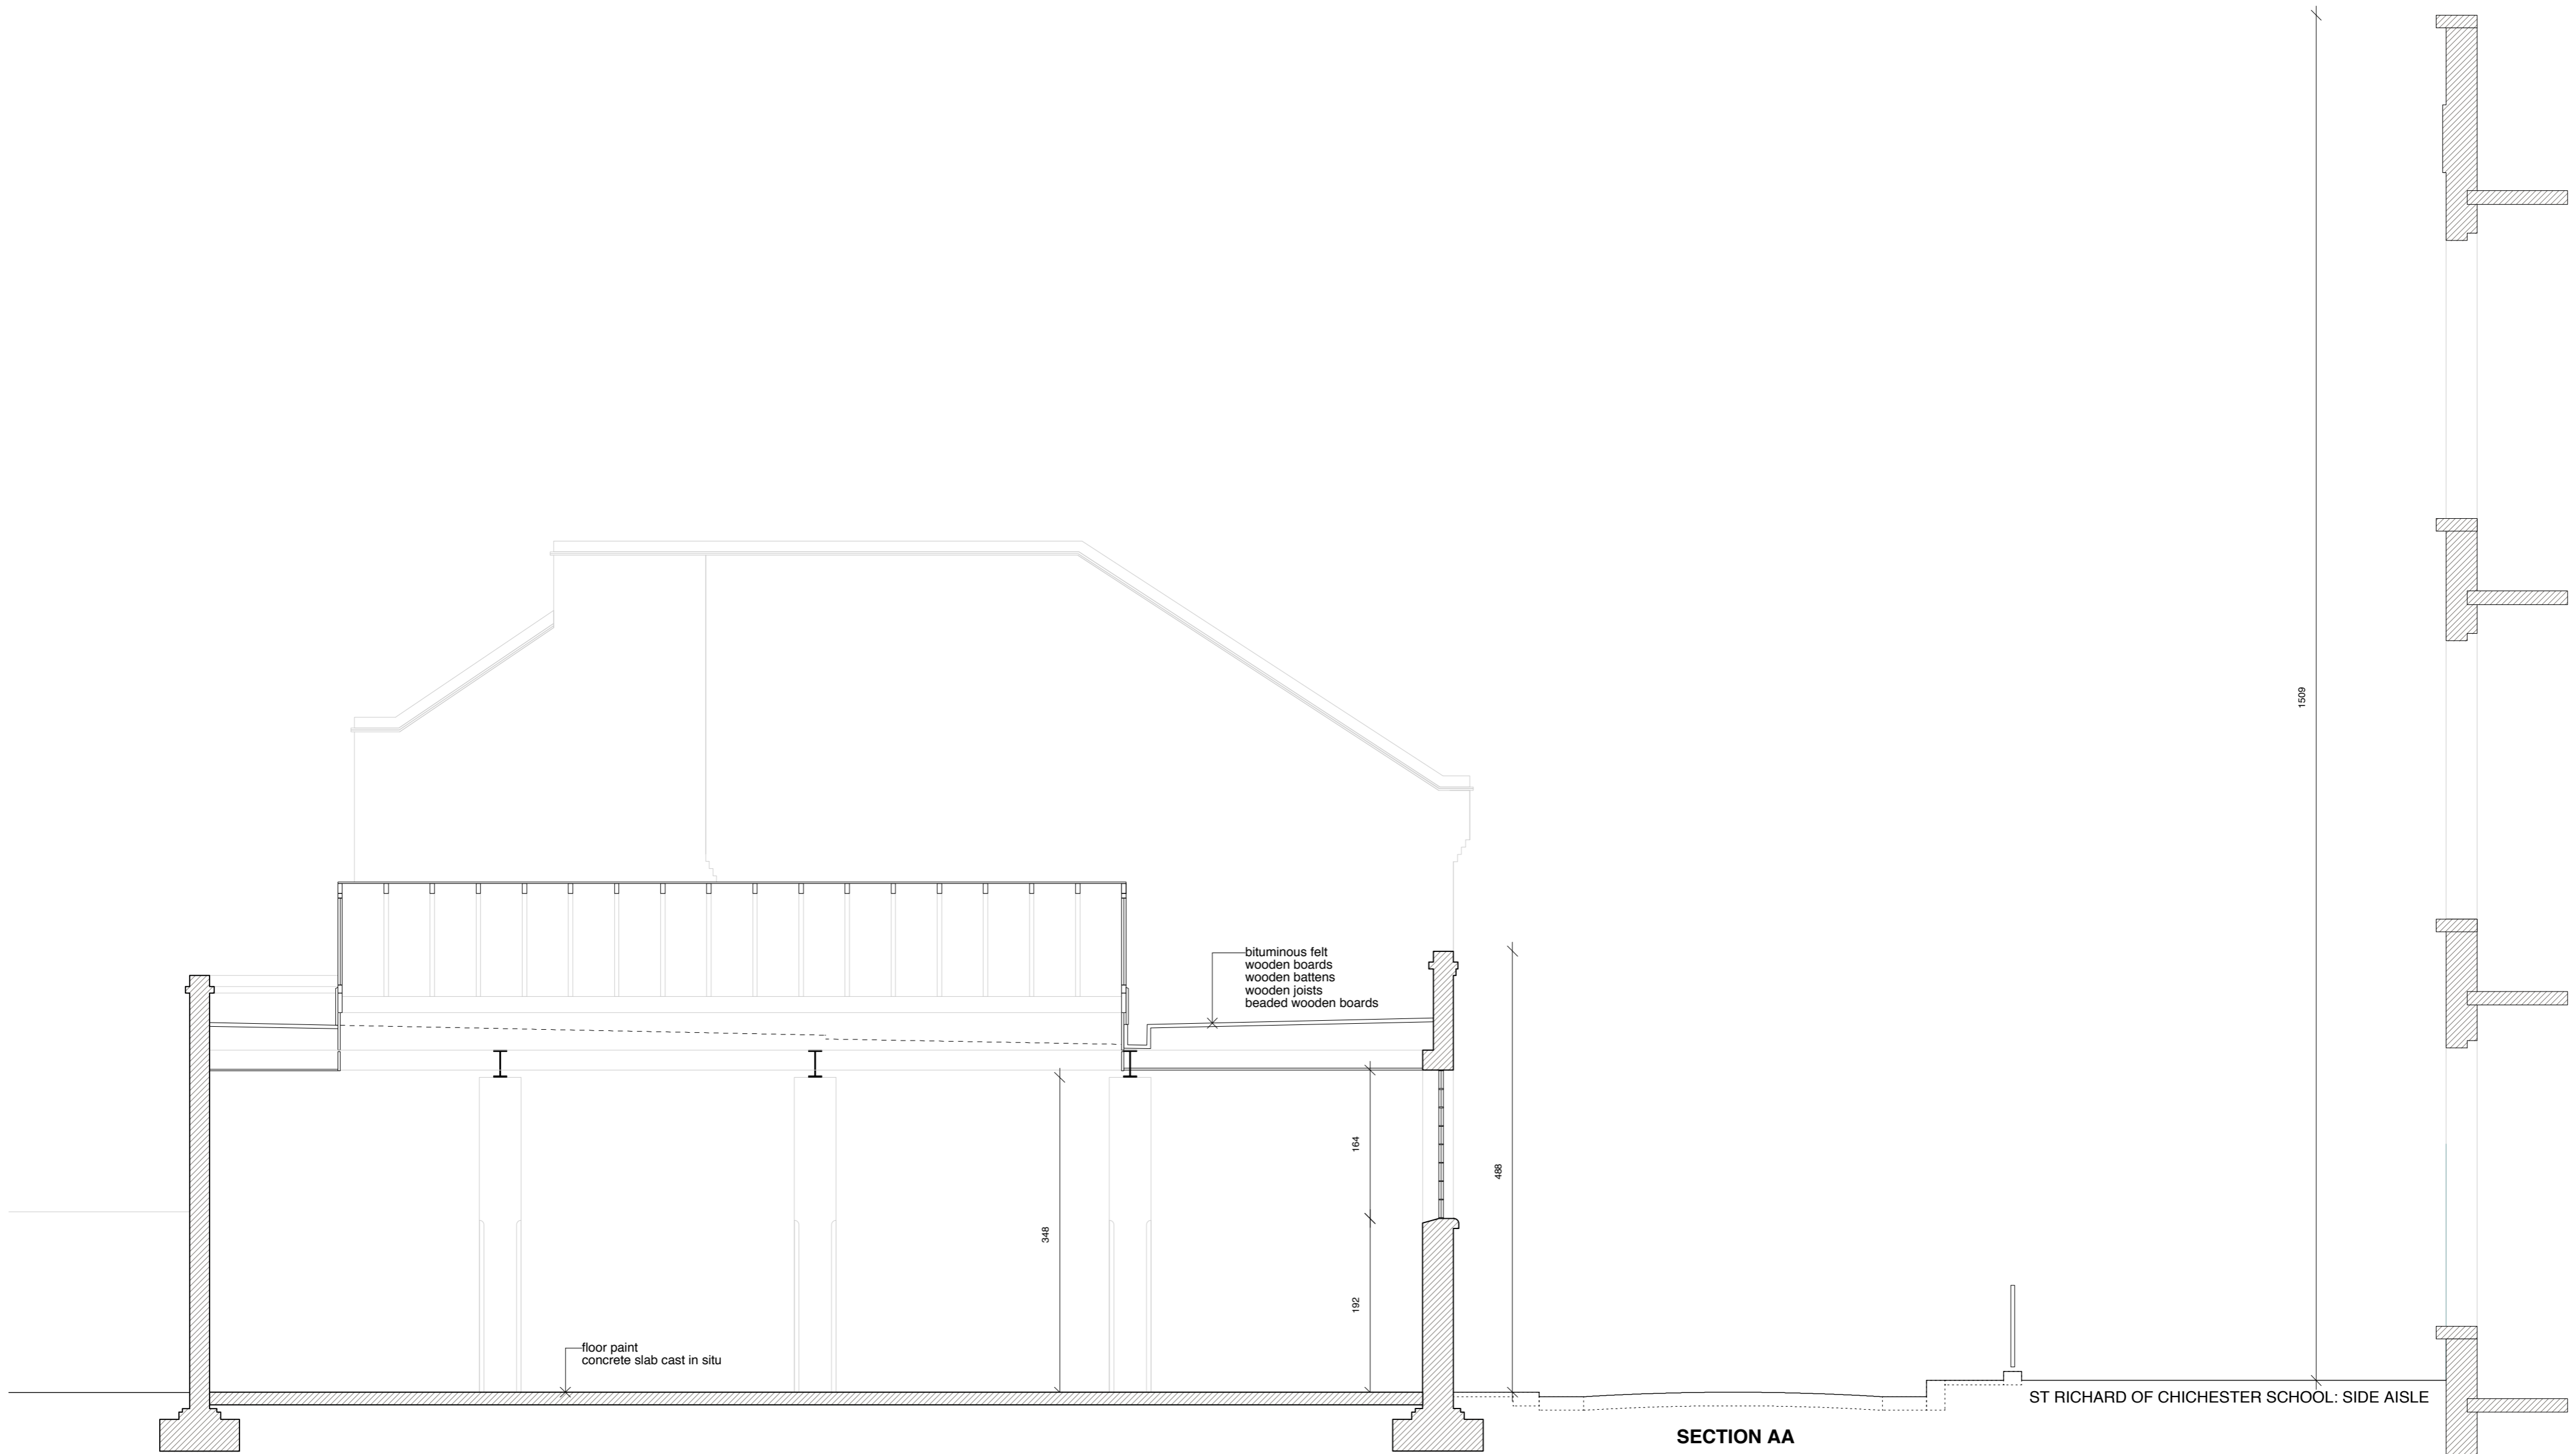 1509
bituminous felt
wooden boards
wooden battens
wooden joists
beaded wooden boards
164
488
348
192
floor paint
concrete slab cast in situ
ST RICHARD OF CHICHESTER SCHOOL: SIDE AISLE
SECTION AA